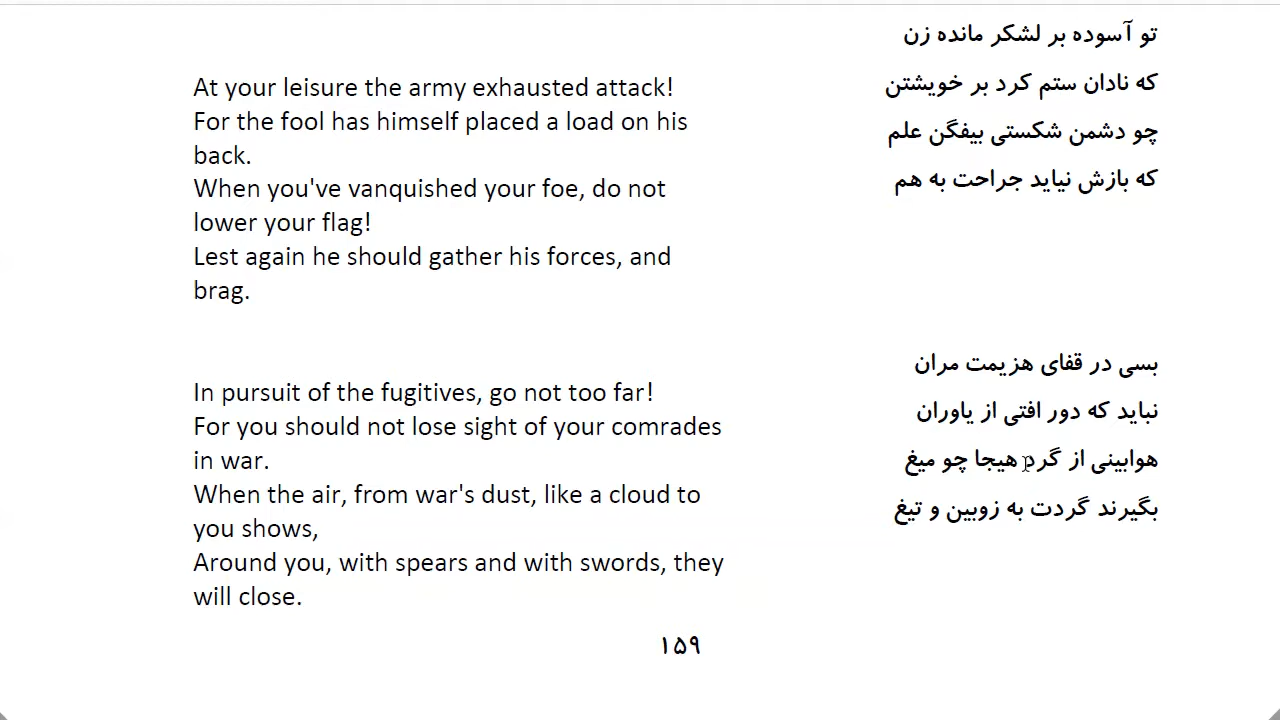 تو آسوده بر لشکر مانده زن
که نادان ستم کرد بر خویشتن
چو دشمن شکستی بیفگن علم
که بازش نیاید جراحت به هم
At your leisure the army exhausted attack!
For the fool has himself placed a load on his
back.
When you've vanquished your foe, do not
lower your flag!
Lest again he should gather his forces, and
brag.
بسی در قفای هزیمت مران
نباید که دور افتی از یاوران
هوابینی از گرد هیجا چو میغ
بگیرند گردت به زوبین و تیغ
In pursuit of the fugitives, go not too far!
For you should not lose sight of your comrades
in war.
When the air, from war's dust, like a cloud to
you shows,
Around you, with spears and with swords, they
will close.
۱۵۹